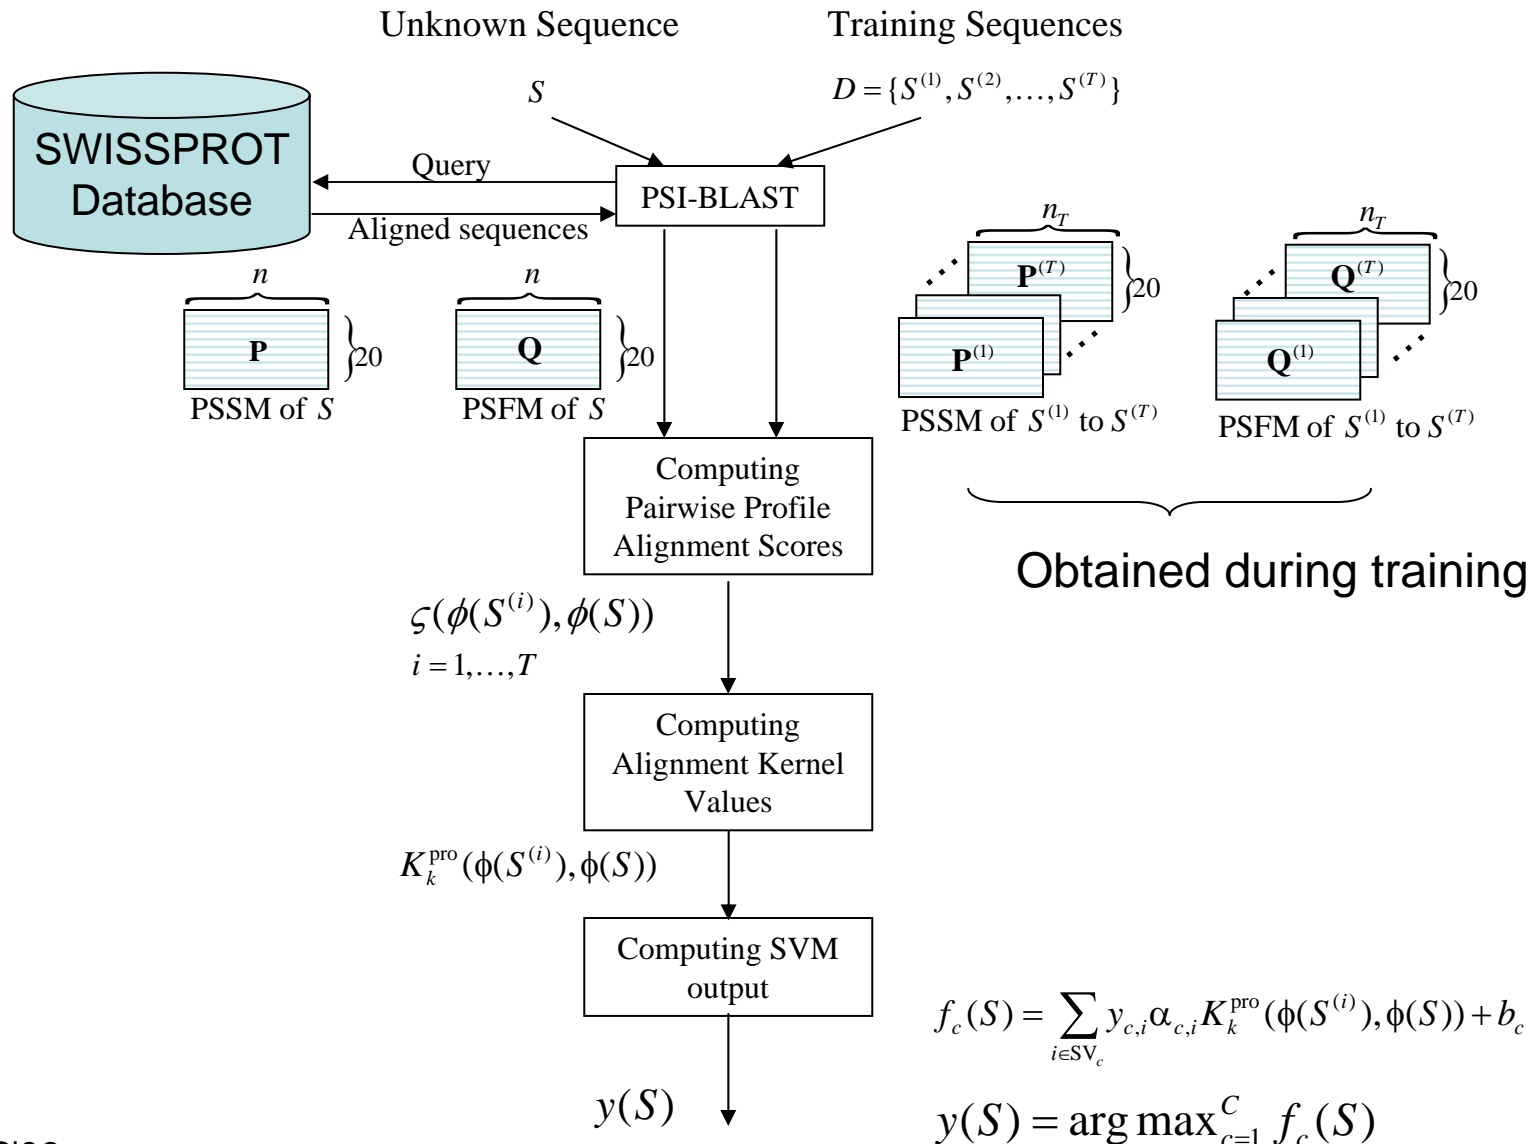 Unknown Sequence
Training Sequences
S
D = {S^(1), S^(2), …, S^(T)}
SWISSPROT
Database
Query
Aligned sequences
PSI-BLAST
n
P
20
PSSM of S
n
Q
20
PSFM of S
n_T
P^(T)
20
P^(1)
PSSM of S^(1) to S^(T)
n_T
Q^(T)
20
Q^(1)
PSFM of S^(1) to S^(T)
Obtained during training
Computing
Pairwise Profile
Alignment Scores
ς(ϕ(S^(i)), ϕ(S))
i = 1, …, T
Computing
Alignment Kernel
Values
K_k^pro(ϕ(S^(i)), ϕ(S))
Computing SVM
output
f_c(S) = ∑_{i∈SV_c} y_{c,i} α_{c,i} K_k^pro(ϕ(S^(i)), ϕ(S)) + b_c
y(S)
y(S) = arg max_{c=1}^C f_c(S)